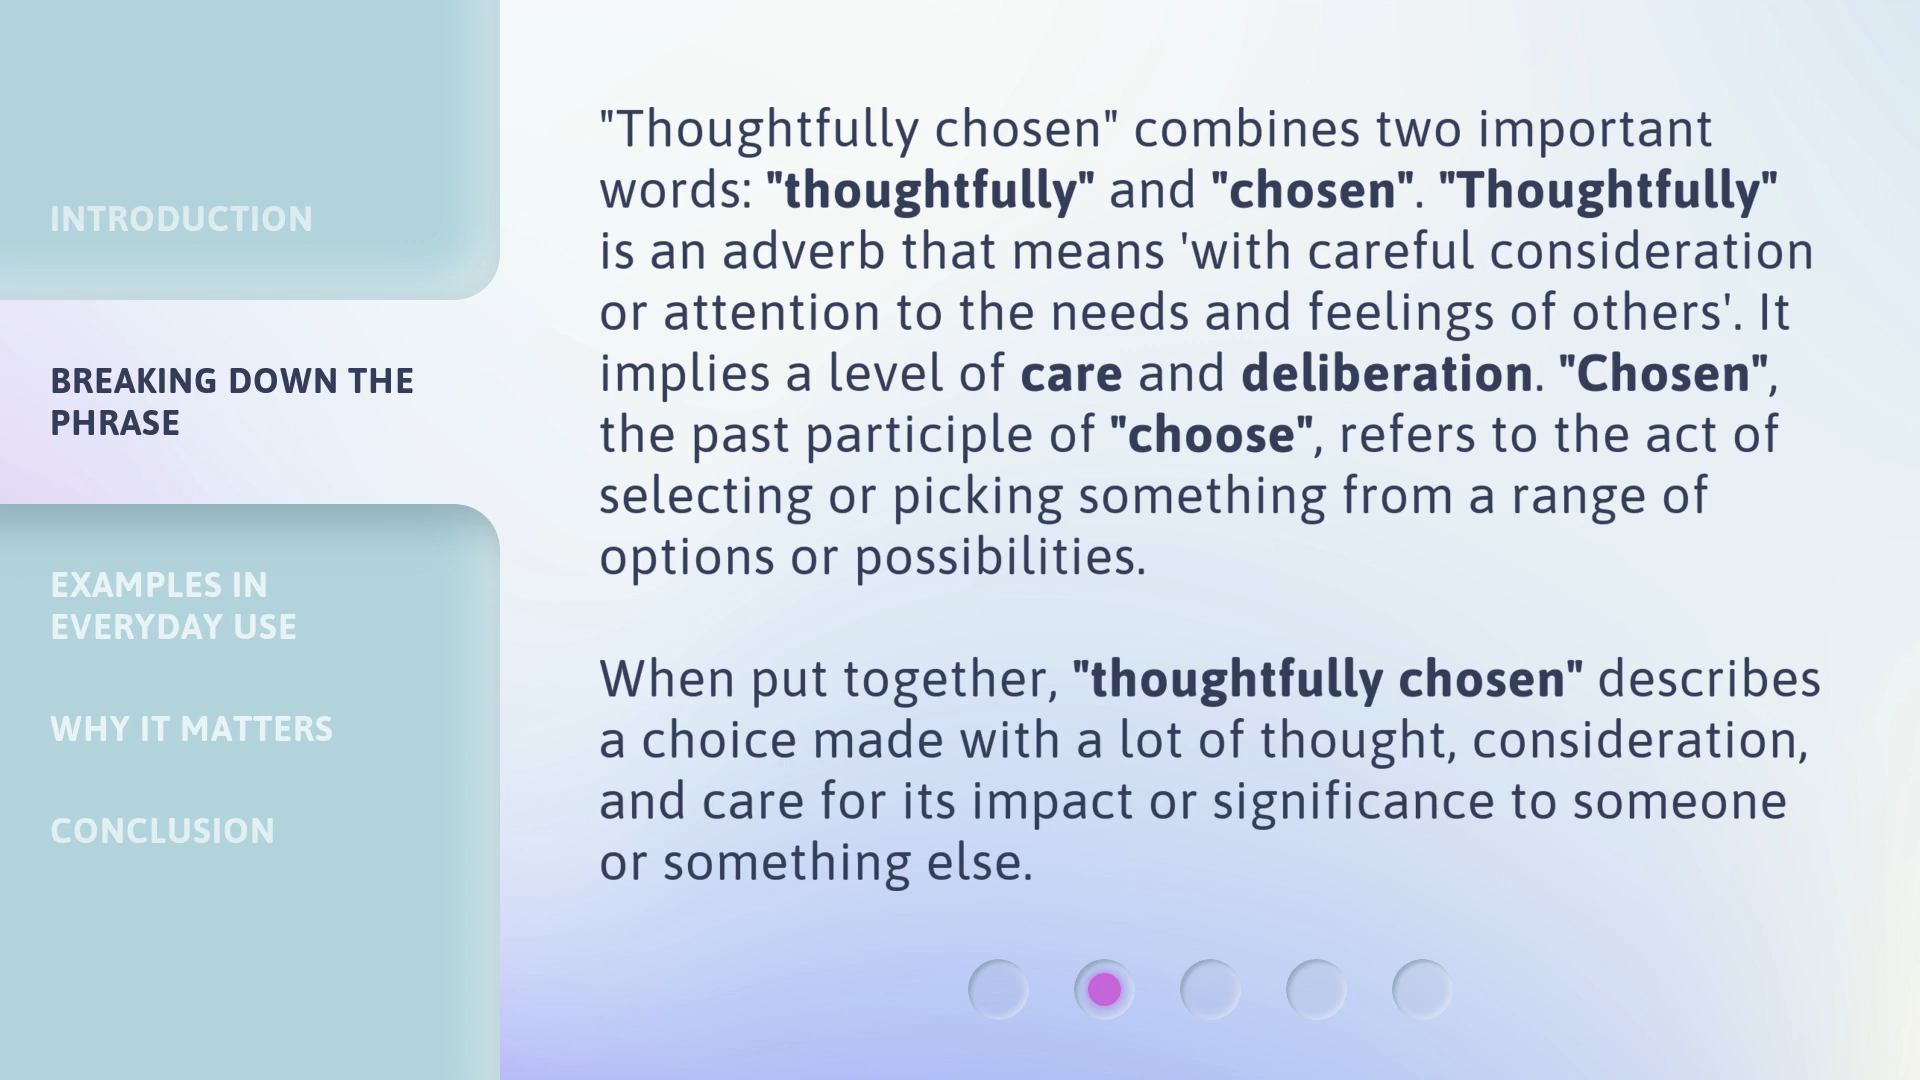 INTRODUCTION
BREAKING DOWN THE
PHRASE
EXAMPLES IN
EVERYDAY USE
WHY IT MATTERS
CONCLUSION
"Thoughtfully chosen" combines two important
words: "thoughtfully" and "chosen". "Thoughtfully"
is an adverb that means 'with careful consideration
or attention to the needs and feelings of others'. It
implies a level of care and deliberation. "Chosen",
the past participle of "choose", refers to the act of
selecting or picking something from a range of
options or possibilities.
When put together, "thoughtfully chosen" describes
a choice made with a lot of thought, consideration,
and care for its impact or significance to someone
or something else.